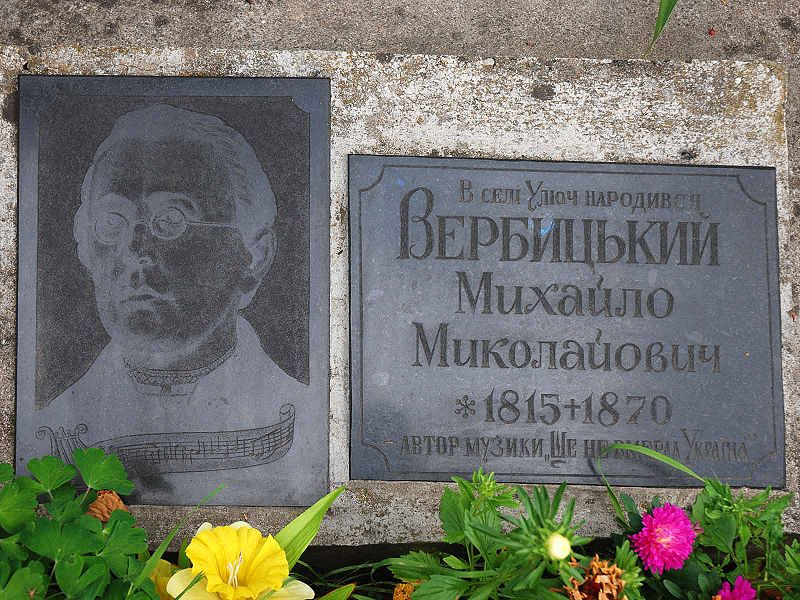 В селі Улюч народився
Вербицький
Михайло
Миколайович
*1815+1870
-автор музики „Ще не вмерла Україна"